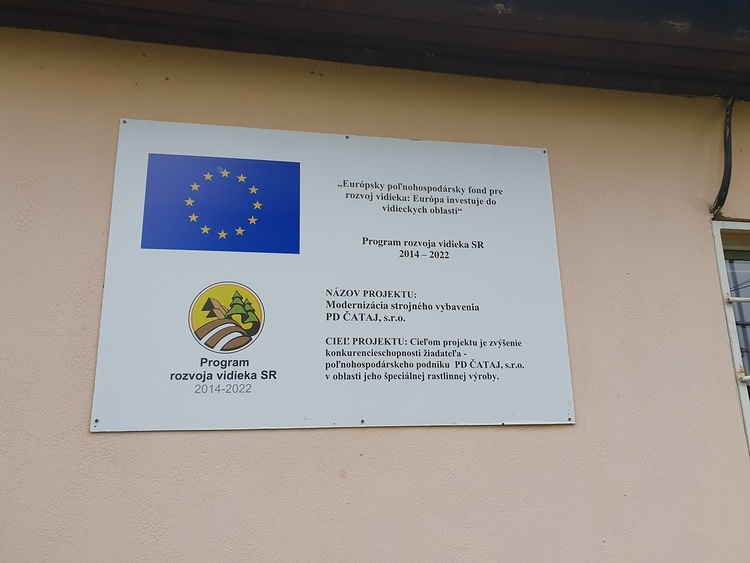 „Európsky poľnohospodársky fond pre
rozvoj vidieka: Európa investuje do
vidieckych oblastí“
Program rozvoja vidieka SR
2014 – 2022
NÁZOV PROJEKTU:
Modernizácia strojného vybavenia
PD ČATAJ, s.r.o.
CIEĽ PROJEKTU: Cieľom projektu je zvýšenie
konkurencieschopnosti žiadateľa -
poľnohospodárskeho podniku PD ČATAJ, s.r.o.
v oblasti jeho špeciálnej rastlinnej výroby.
Program
rozvoja vidieka SR
2014-2022